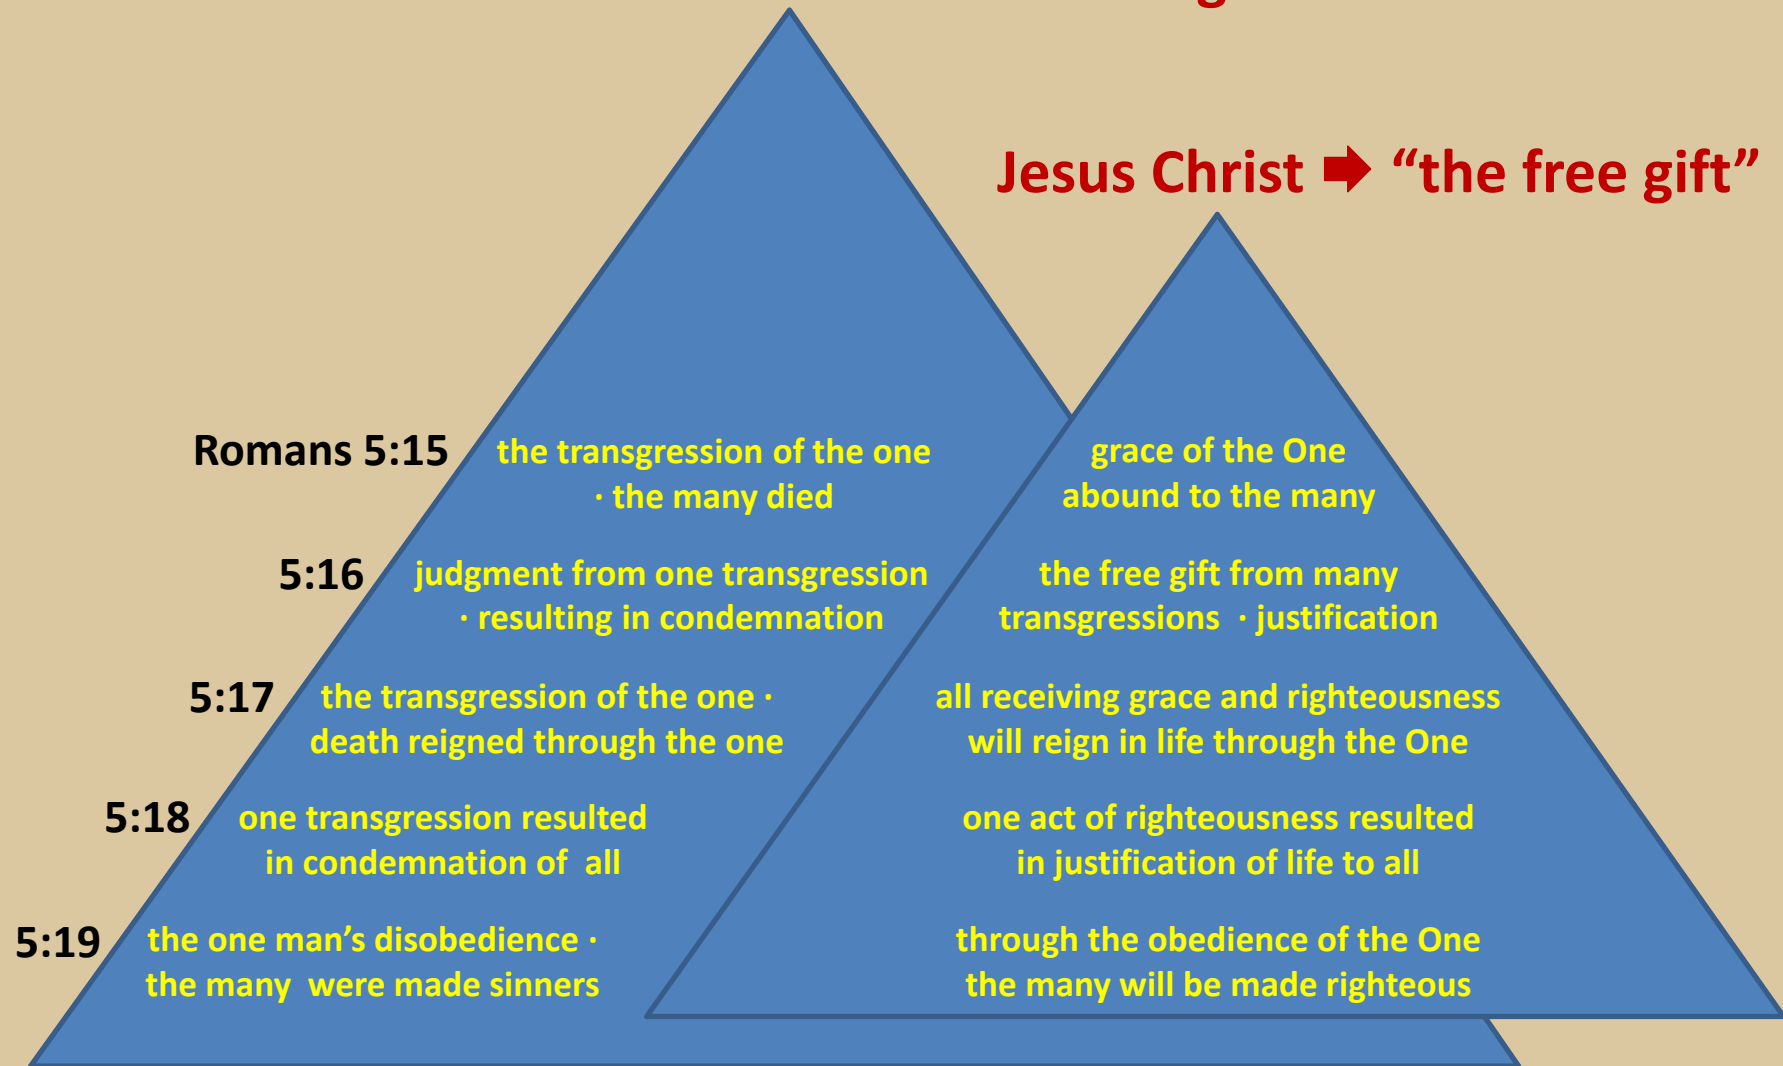 Jesus Christ ➡ “the free gift”
Romans 5:15
the transgression of the one
· the many died
grace of the One
abound to the many
5:16
judgment from one transgression
· resulting in condemnation
the free gift from many
transgressions · justification
5:17
the transgression of the one ·
death reigned through the one
all receiving grace and righteousness
will reign in life through the One
5:18
one transgression resulted
in condemnation of all
one act of righteousness resulted
in justification of life to all
5:19
the one man’s disobedience ·
the many were made sinners
through the obedience of the One
the many will be made righteous